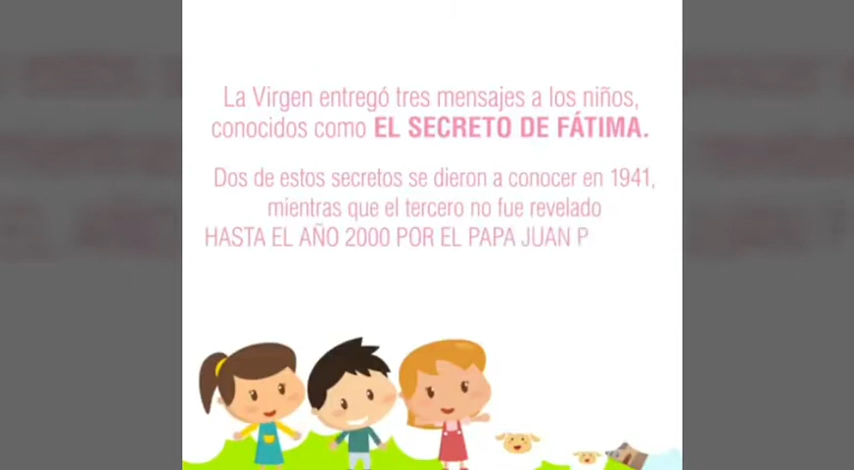 La Virgen entregó tres mensajes a los niños,
conocidos como EL SECRETO DE FÁTIMA.
Dos de estos secretos se dieron a conocer en 1941,
mientras que el tercero no fue revelado
HASTA EL AÑO 2000 POR EL PAPA JUAN P